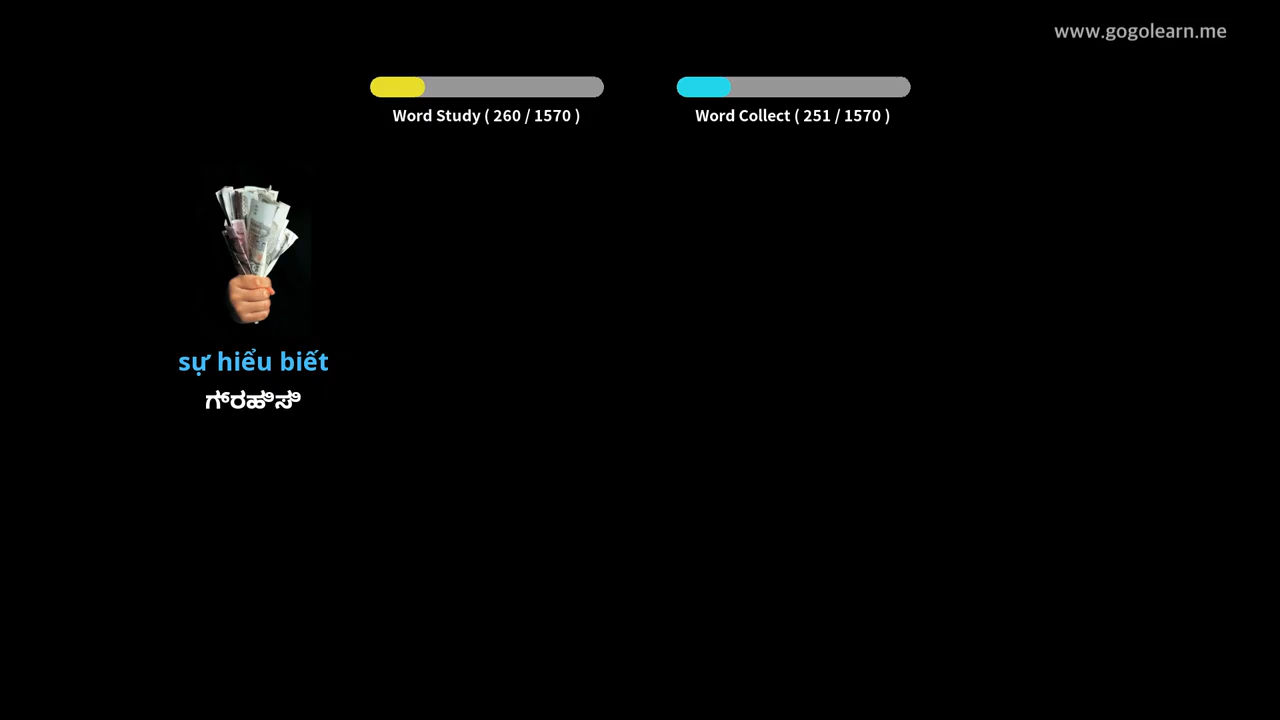 www.gogolearn.me
Word Study ( 260 / 1570 )
Word Collect ( 251 / 1570 )
sự hiểu biết
ಗ್ರಹಿಸಿ